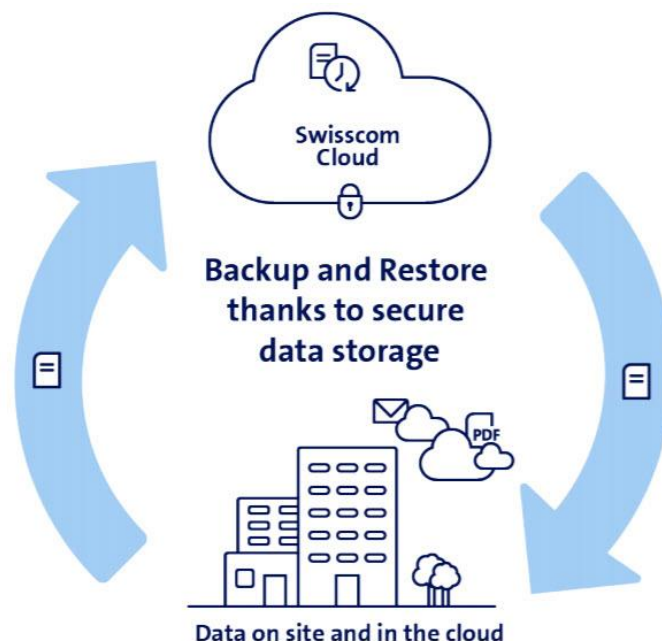 Swisscom
Cloud
Backup and Restore
thanks to secure
data storage
PDF
Data on site and in the cloud